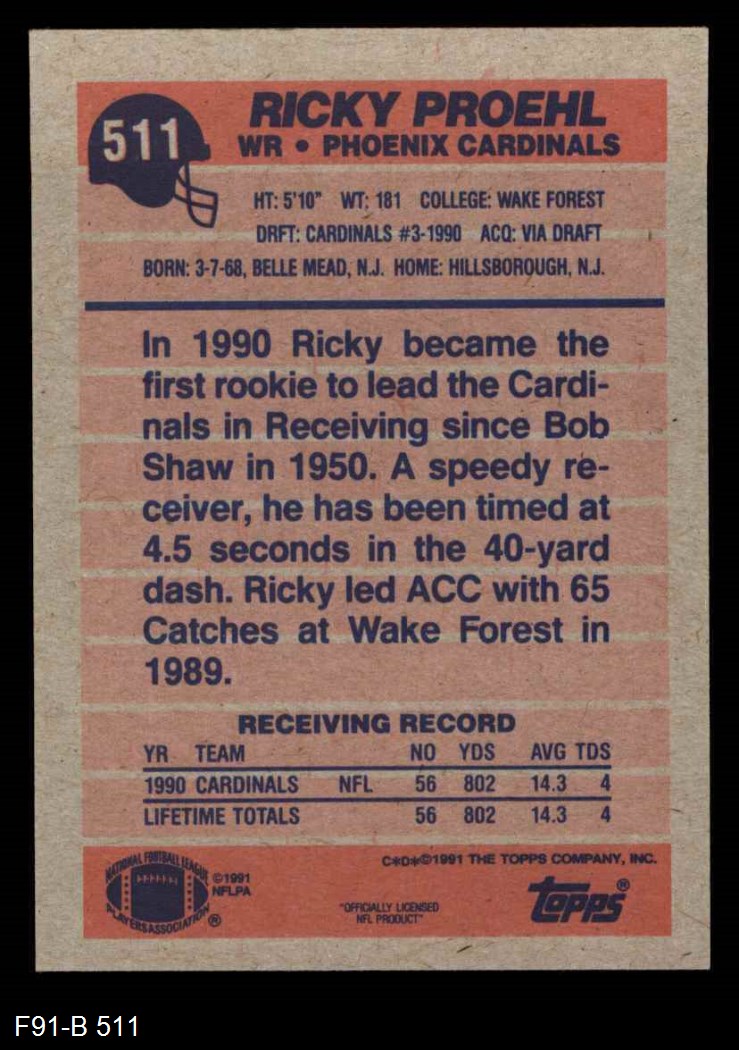 511
RICKY PROEHL
WR • PHOENIX CARDINALS
HT: 5'10" WT: 181 COLLEGE: WAKE FOREST
DRFT: CARDINALS #3-1990 ACQ: VIA DRAFT
BORN: 3-7-68, BELLE MEAD, N.J. HOME: HILLSBOROUGH, N.J.
In 1990 Ricky became the
first rookie to lead the Cardi-
nals in Receiving since Bob
Shaw in 1950. A speedy re-
ceiver, he has been timed at
4.5 seconds in the 40-yard
dash. Ricky led ACC with 65
Catches at Wake Forest in
1989.
RECEIVING RECORD
YR TEAM NO YDS AVG TDS
1990 CARDINALS NFL 56 802 14.3 4
LIFETIME TOTALS 56 802 14.3 4
NATIONAL FOOTBALL LEAGUE
PLAYERS ASSOCIATION ®
©1991
NFLPA
C*D*©1991 THE TOPPS COMPANY, INC.
"OFFICIALLY LICENSED
NFL PRODUCT"
topps®
F91-B 511